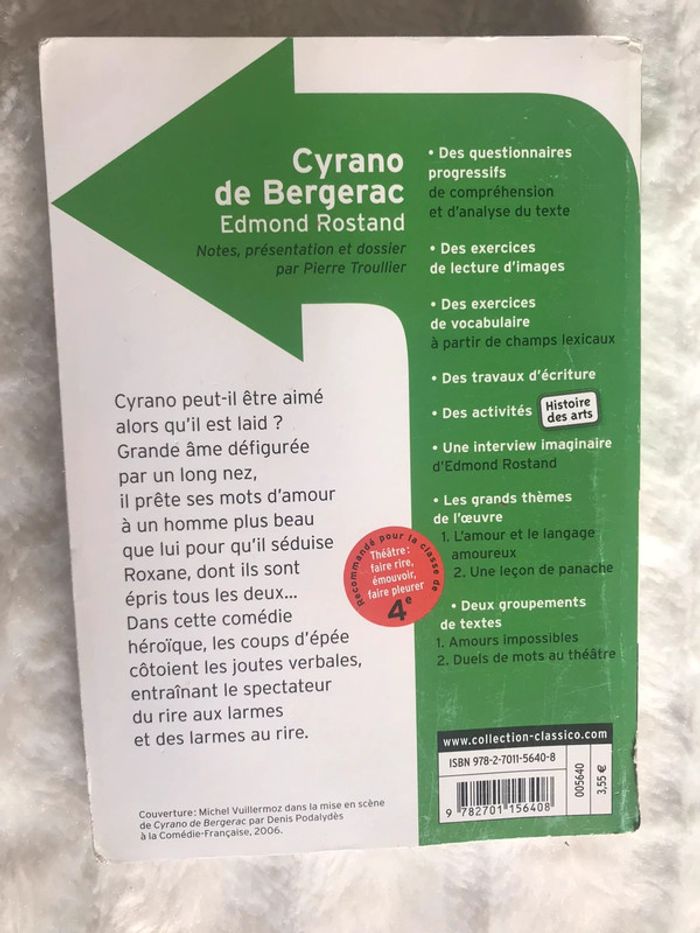 Cyrano
de Bergerac
Edmond Rostand
Notes, présentation et dossier
par Pierre Troullier
Cyrano peut-il être aimé
alors qu'il est laid ?
Grande âme défigurée
par un long nez,
il prête ses mots d'amour
à un homme plus beau
que lui pour qu'il séduise
Roxane, dont ils sont
épris tous les deux...
Dans cette comédie
héroïque, les coups d'épée
côtoient les joutes verbales,
entraînant le spectateur
du rire aux larmes
et des larmes au rire.
Couverture : Michel Vuillermoz dans la mise en scène
de Cyrano de Bergerac par Denis Podalydès
à la Comédie-Française, 2006.
Recommandé pour la classe de
Théâtre :
faire rire,
émouvoir,
faire pleurer
4e
• Des questionnaires
progressifs
de compréhension
et d'analyse du texte
• Des exercices
de lecture d'images
• Des exercices
de vocabulaire
à partir de champs lexicaux
• Des travaux d'écriture
• Des activités
Histoire
des arts
• Une interview imaginaire
d'Edmond Rostand
• Les grands thèmes
de l'œuvre
1. L'amour et le langage
amoureux
2. Une leçon de panache
• Deux groupements
de textes
1. Amours impossibles
2. Duels de mots au théâtre
www.collection-classico.com
ISBN 978-2-7011-5640-8
9 782701 156408
005640
3,55 €